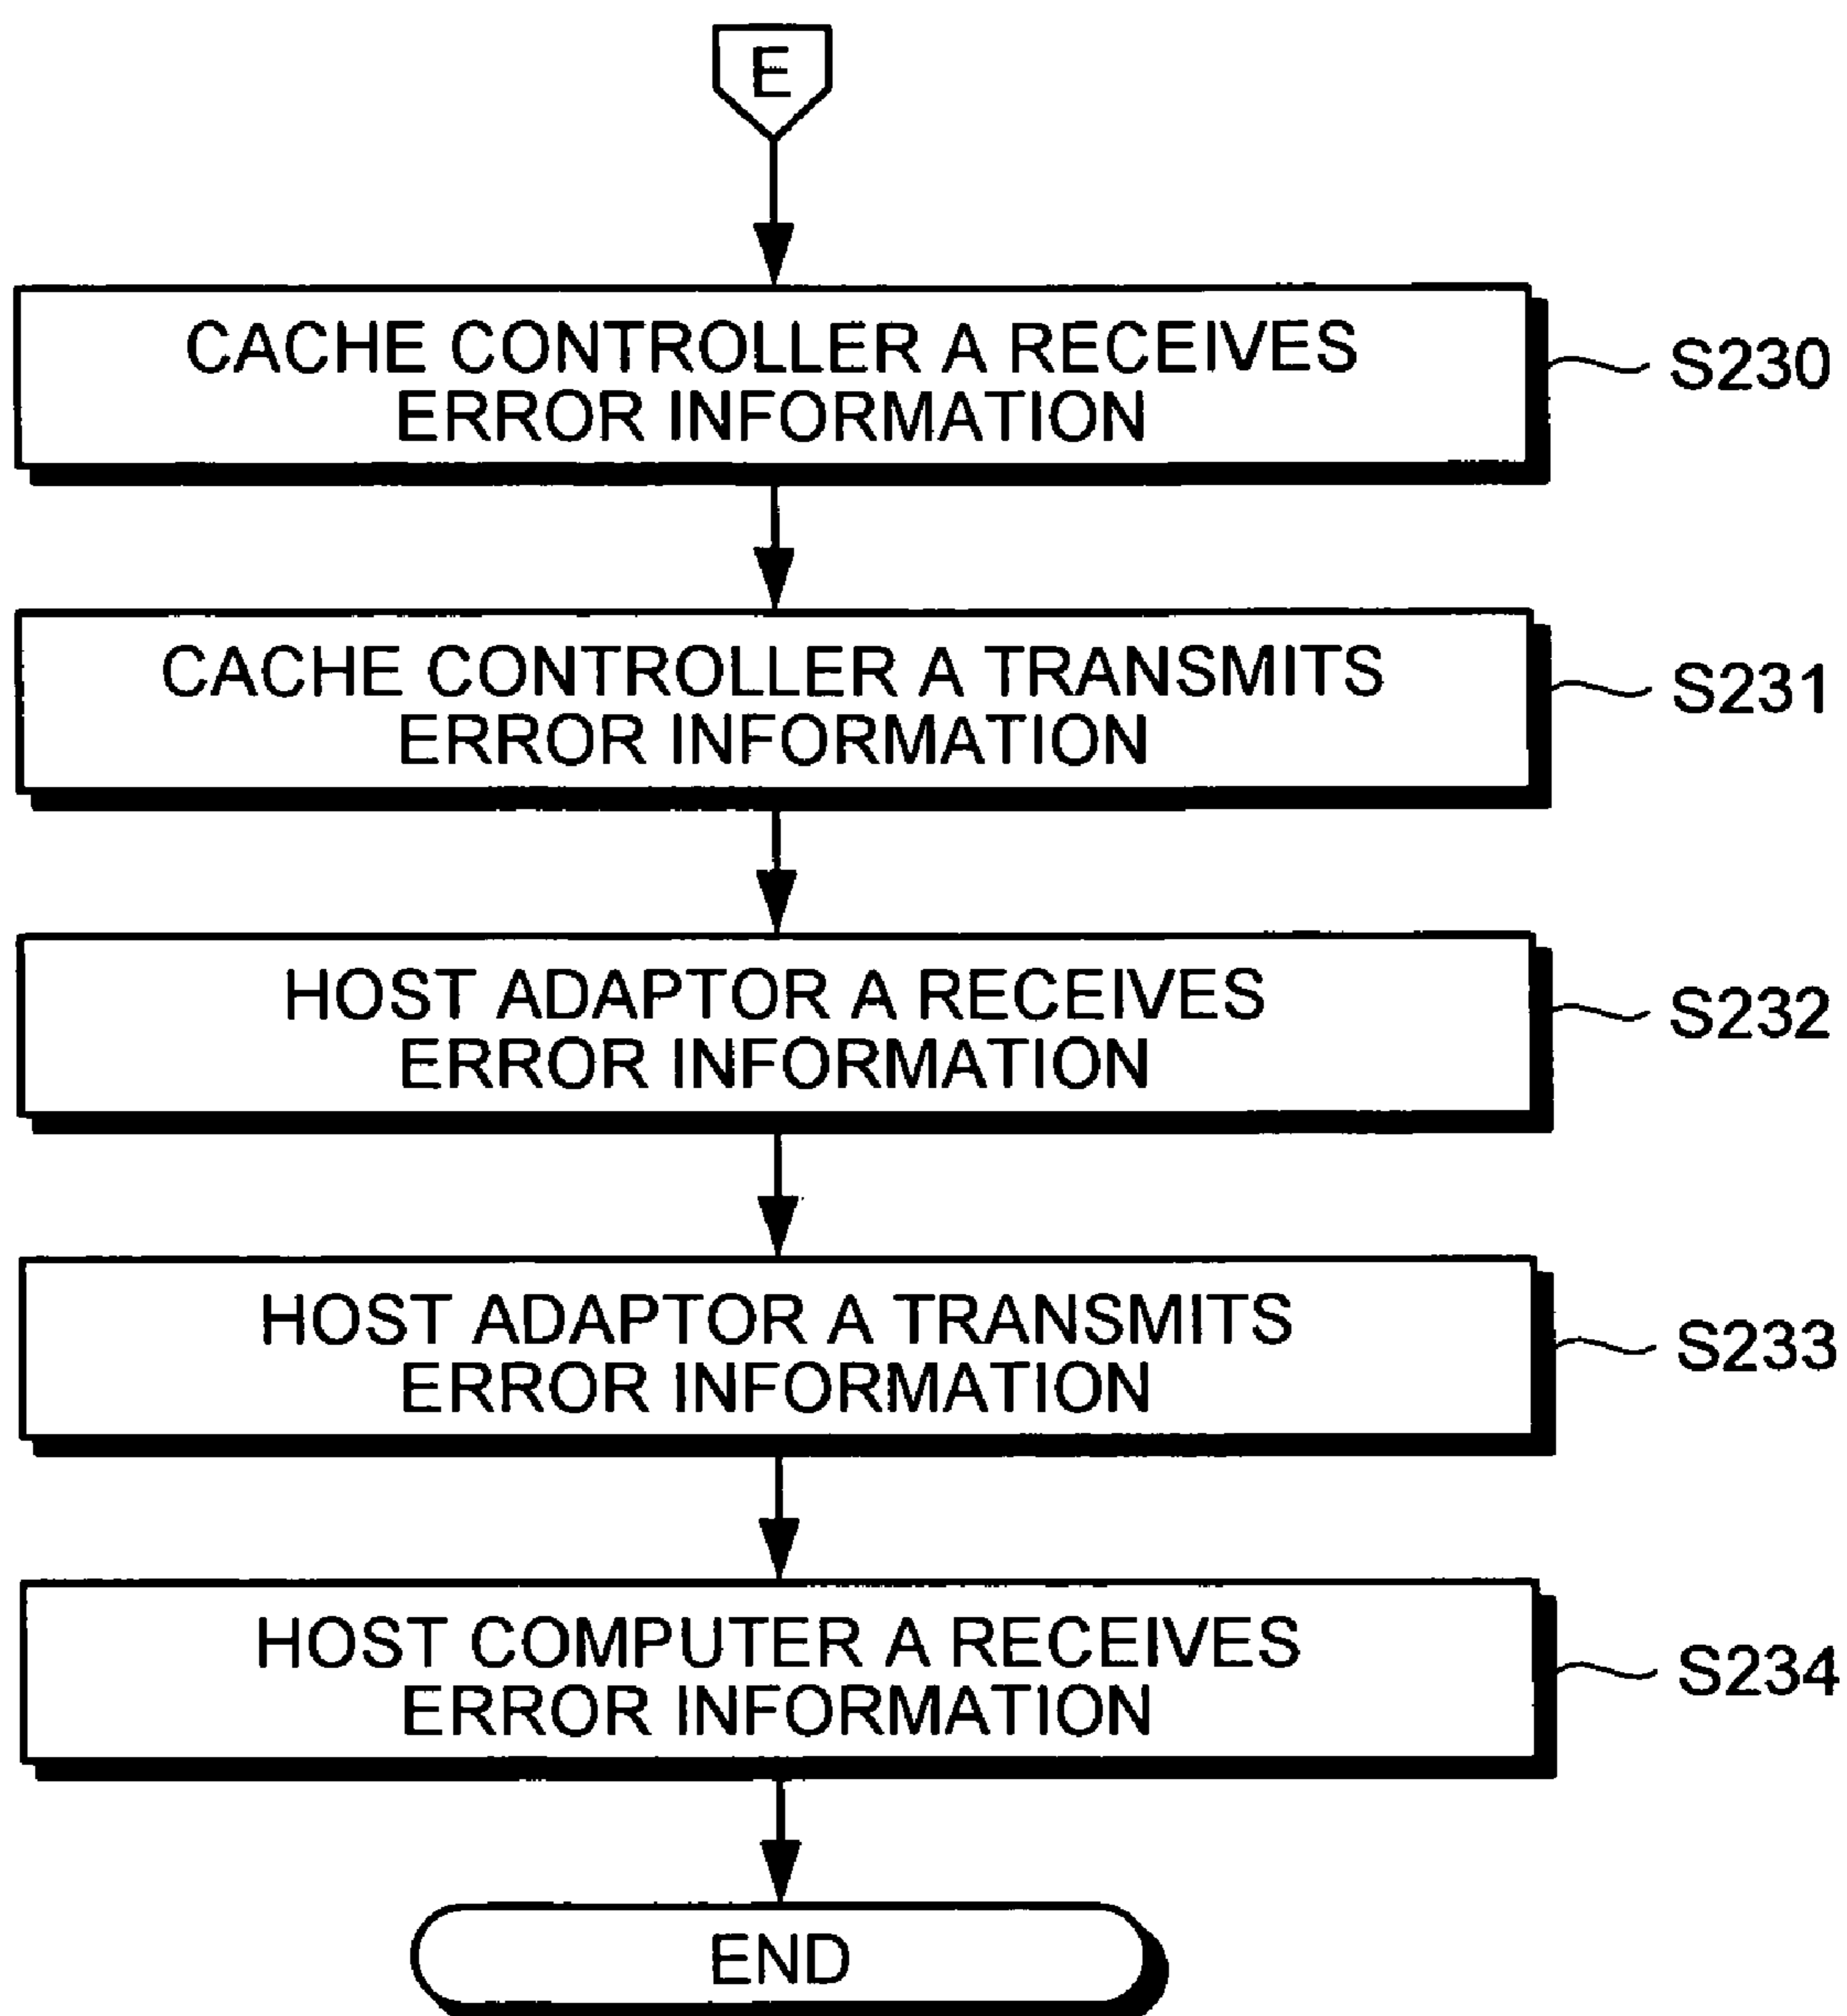 E
CACHE CONTROLLER A RECEIVES
ERROR INFORMATION
S230
CACHE CONTROLLER A TRANSMITS
ERROR INFORMATION
S231
HOST ADAPTOR A RECEIVES
ERROR INFORMATION
S232
HOST ADAPTOR A TRANSMITS
ERROR INFORMATION
S233
HOST COMPUTER A RECEIVES
ERROR INFORMATION
S234
END